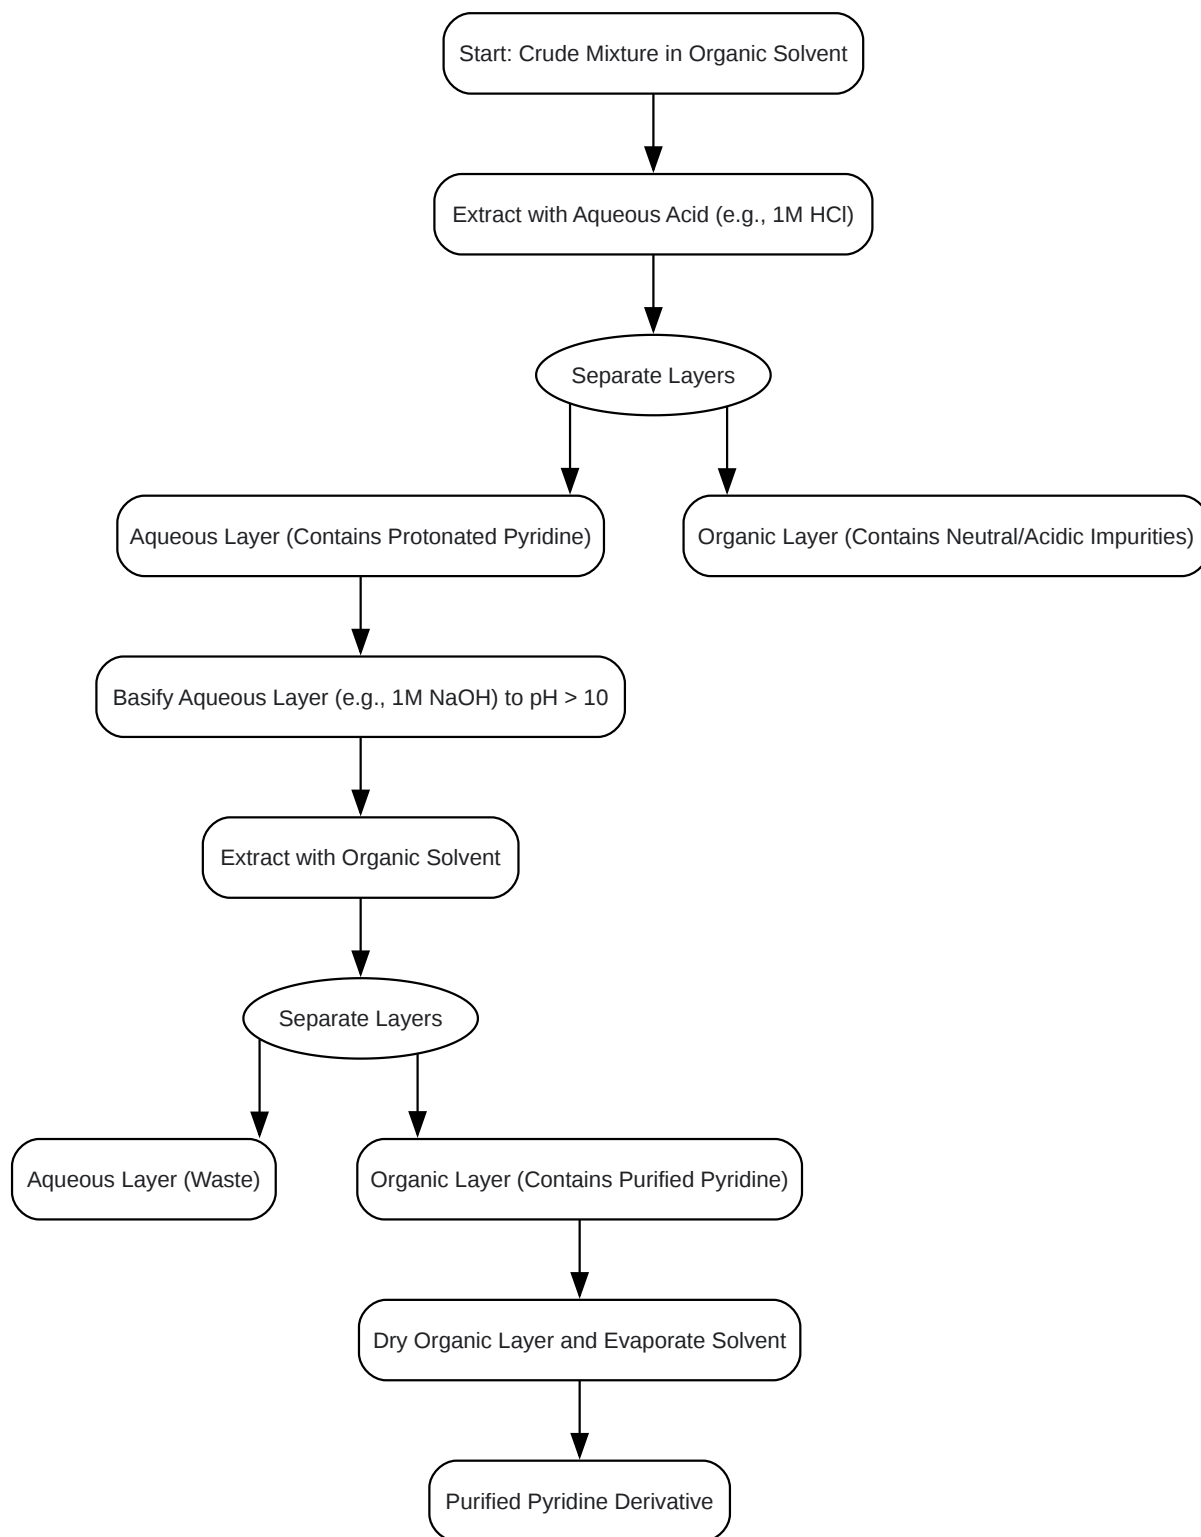 Start: Crude Mixture in Organic Solvent
Extract with Aqueous Acid (e.g., 1M HCl)
Separate Layers
Aqueous Layer (Contains Protonated Pyridine)
Organic Layer (Contains Neutral/Acidic Impurities)
Basify Aqueous Layer (e.g., 1M NaOH) to pH > 10
Extract with Organic Solvent
Separate Layers
Aqueous Layer (Waste)
Organic Layer (Contains Purified Pyridine)
Dry Organic Layer and Evaporate Solvent
Purified Pyridine Derivative